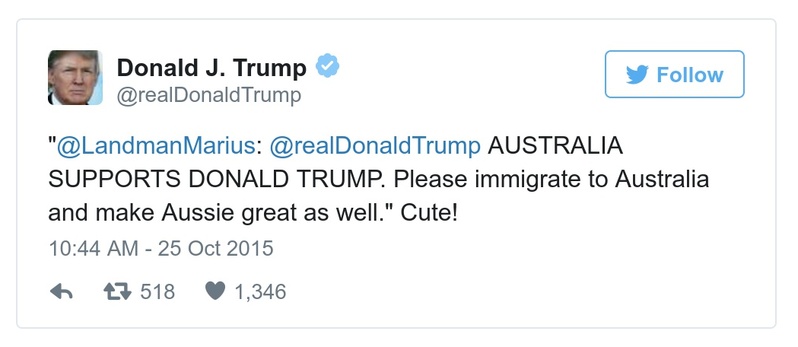 Donald J. Trump
Follow
@realDonaldTrump
"@LandmanMarius: @realDonaldTrump AUSTRALIA
SUPPORTS DONALD TRUMP. Please immigrate to Australia
and make Aussie great as well." Cute!
10:44 AM - 25 Oct 2015
518 1,346